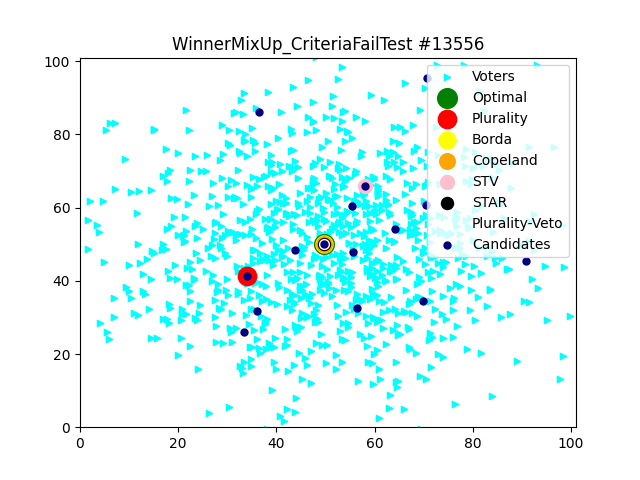 WinnerMixUp_CriteriaFailTest #13556
100
80
60
40
20
0
0
20
40
60
80
100
Voters
Optimal
Plurality
Borda
Copeland
STV
STAR
Plurality-Veto
Candidates